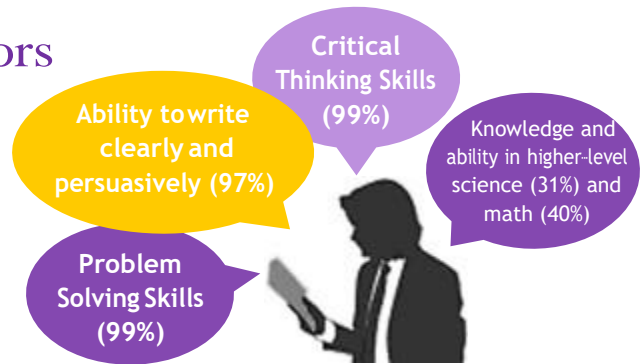 ors
Critical
Thinking Skills
(99%)
Ability towrite
clearly and
persuasively (97%)
Knowledge and
ability in higher-level
science (31%) and
math (40%)
Problem
Solving Skills
(99%)